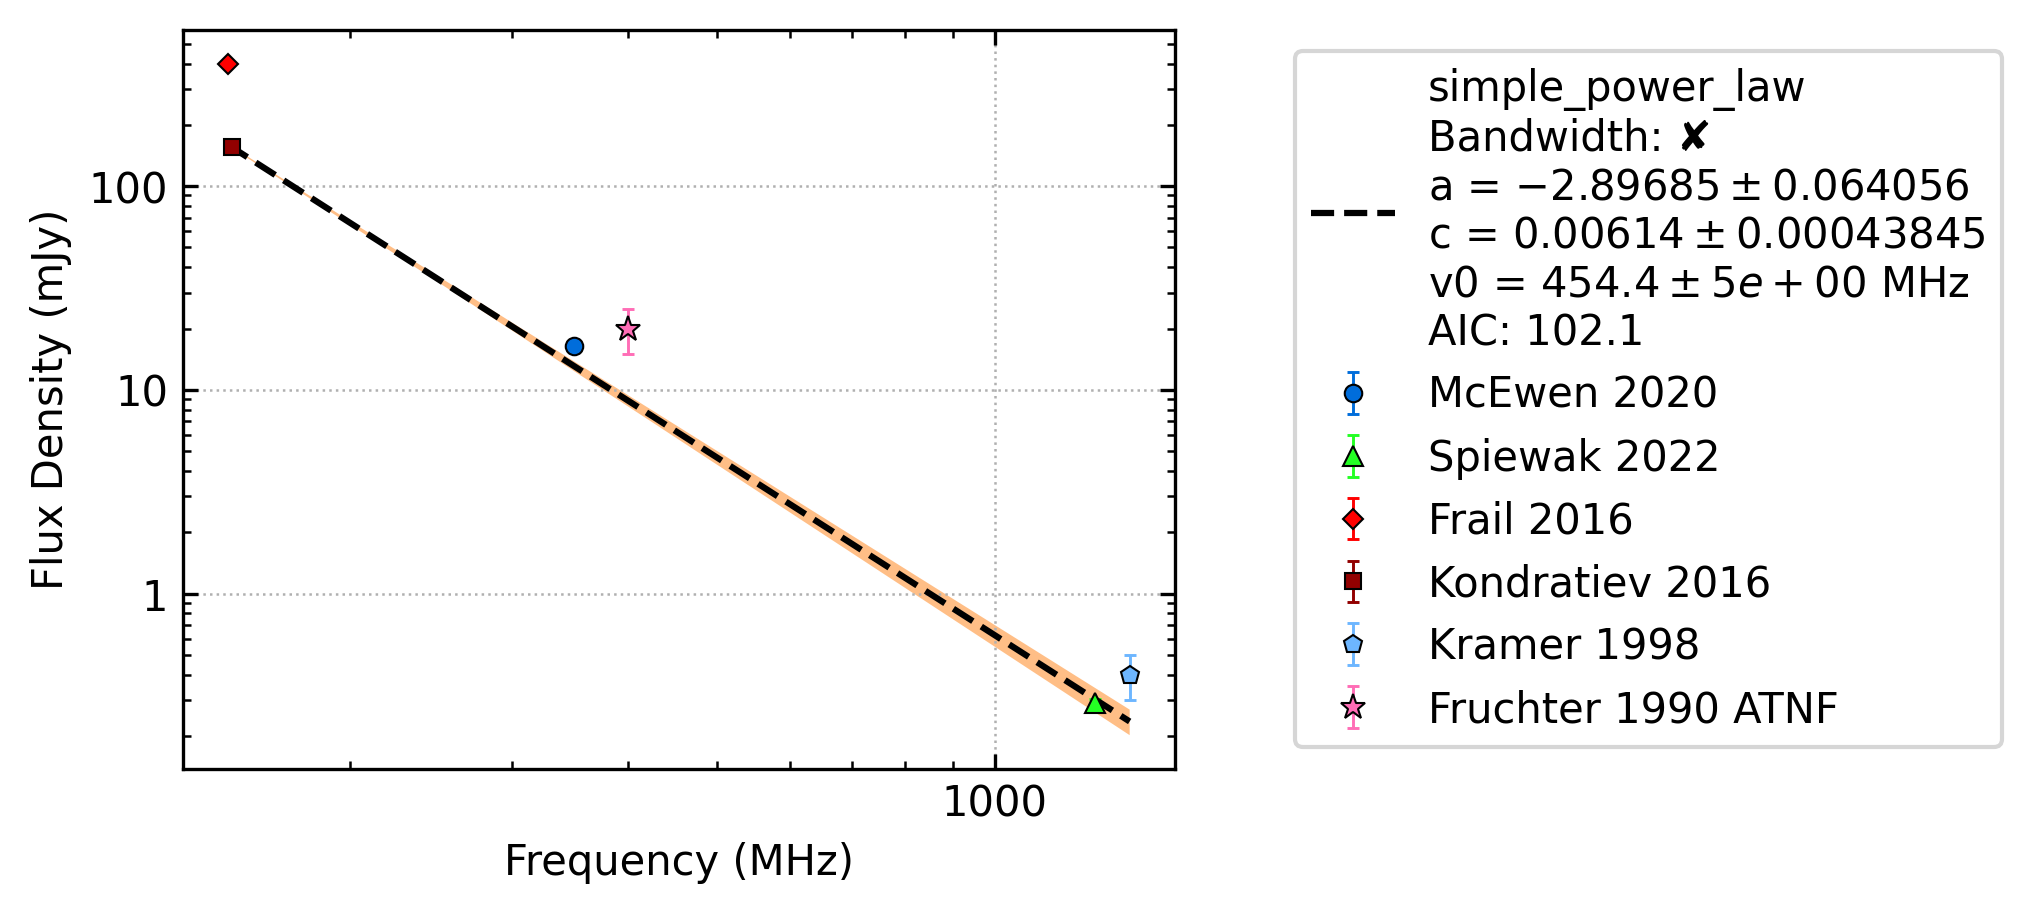 100
10
1
Flux Density (mJy)
1000
Frequency (MHz)
simple_power_law
Bandwidth: ✘
a = −2.89685 ± 0.064056
c = 0.00614 ± 0.00043845
v0 = 454.4 ± 5e + 00 MHz
AIC: 102.1
McEwen 2020
Spiewak 2022
Frail 2016
Kondratiev 2016
Kramer 1998
Fruchter 1990 ATNF